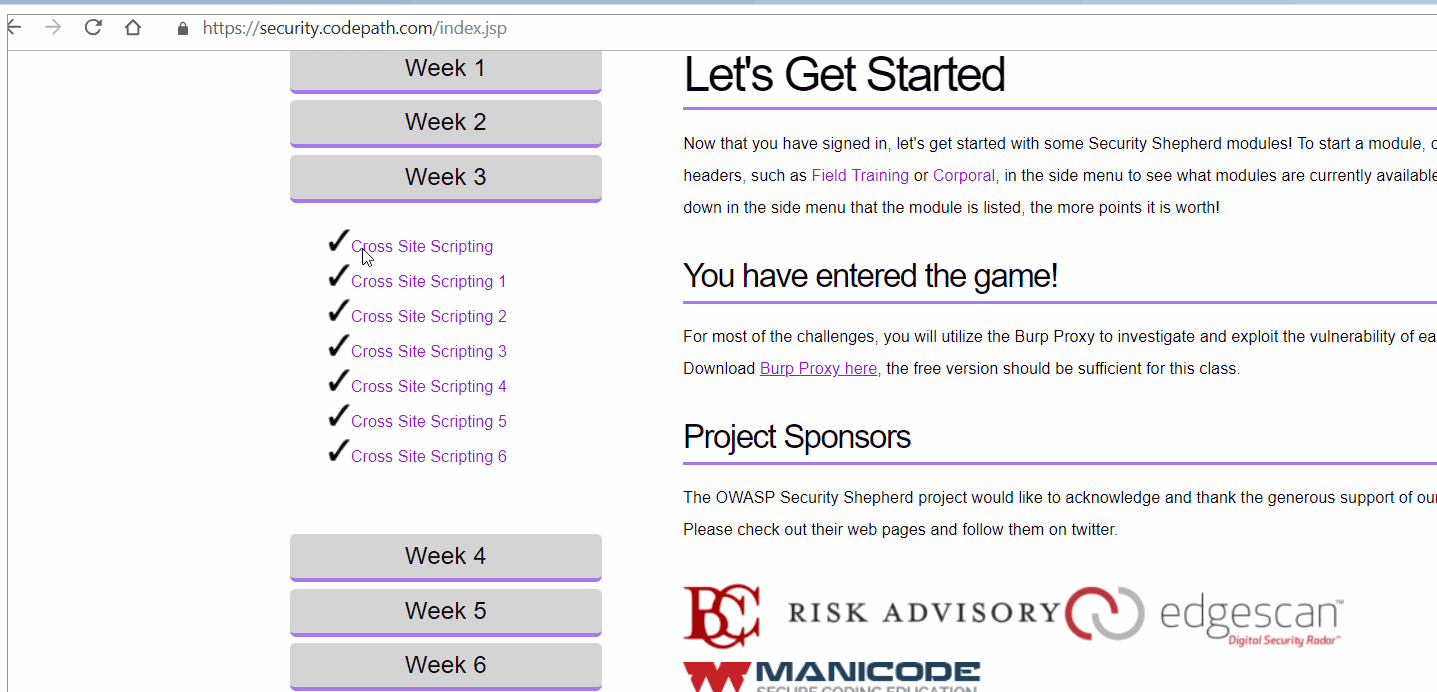 https://security.codepath.com/index.jsp
Week 1
Week 2
Week 3
✓Cross Site Scripting
✓Cross Site Scripting 1
✓Cross Site Scripting 2
✓Cross Site Scripting 3
✓Cross Site Scripting 4
✓Cross Site Scripting 5
✓Cross Site Scripting 6
Week 4
Week 5
Week 6
Let's Get Started
Now that you have signed in, let's get started with some Security Shepherd modules! To start a module,
headers, such as Field Training or Corporal, in the side menu to see what modules are currently available
down in the side menu that the module is listed, the more points it is worth!
You have entered the game!
For most of the challenges, you will utilize the Burp Proxy to investigate and exploit the vulnerability of ea
Download Burp Proxy here, the free version should be sufficient for this class.
Project Sponsors
The OWASP Security Shepherd project would like to acknowledge and thank the generous support of our
Please check out their web pages and follow them on twitter.
BCC RISK ADVISORY
edgescan™
Digital Security Radar™
MANICODE
SECURE CODING EDUCATION